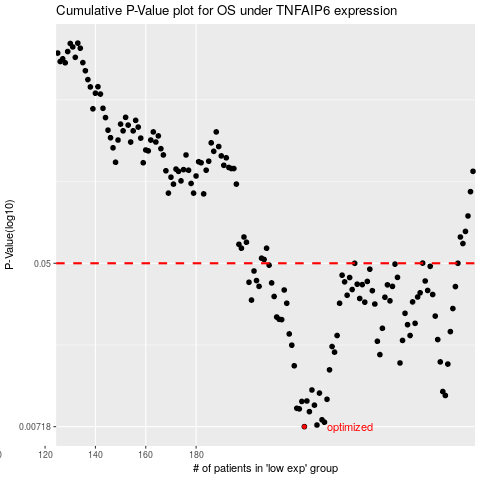 Cumulative P-Value plot for OS under TNFAIP6 expression
P-Value(log10)
0.05
0.00718
optimized
0 120 140 160 180
# of patients in 'low exp' group